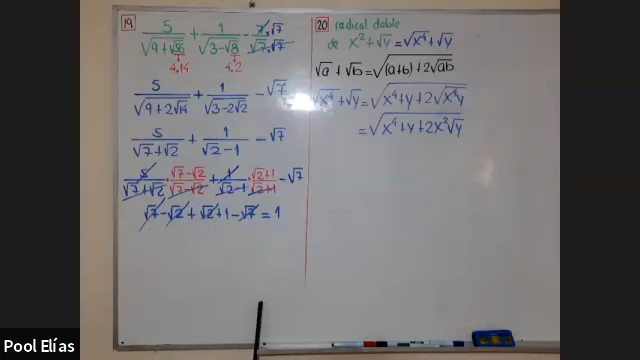 19
5/√(9+√56) + 1/√(3-√8) - 7/√7 · √7/√7
4.14 4.2
5/√(9+2√14) + 1/√(3-2√2) - √7
5/(√7+√2) + 1/(√2-1) - √7
5/(√7+√2) · (√7-√2)/(√7-√2) + 1/(√2-1) · (√2+1)/(√2+1) - √7
√7-√2+√2+1-√7 = 1
20 radical doble
de x²+√y = √x⁴+√y
√a + √b = √((a+b)+2√ab)
√x⁴+√y = √(x⁴+y+2√(x⁴y))
= √(x⁴+y+2x²√y)
Pool Elías